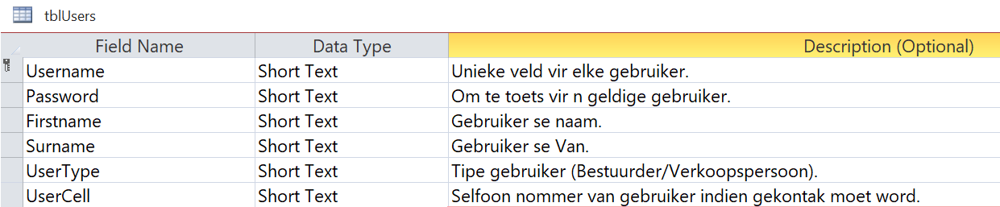 tblUsers
Field Name Data Type Description (Optional)
Username Short Text Unieke veld vir elke gebruiker.
Password Short Text Om te toets vir n geldige gebruiker.
Firstname Short Text Gebruiker se naam.
Surname Short Text Gebruiker se Van.
UserType Short Text Tipe gebruiker (Bestuurder/Verkoopspersoon).
UserCell Short Text Selfoon nommer van gebruiker indien gekontak moet word.